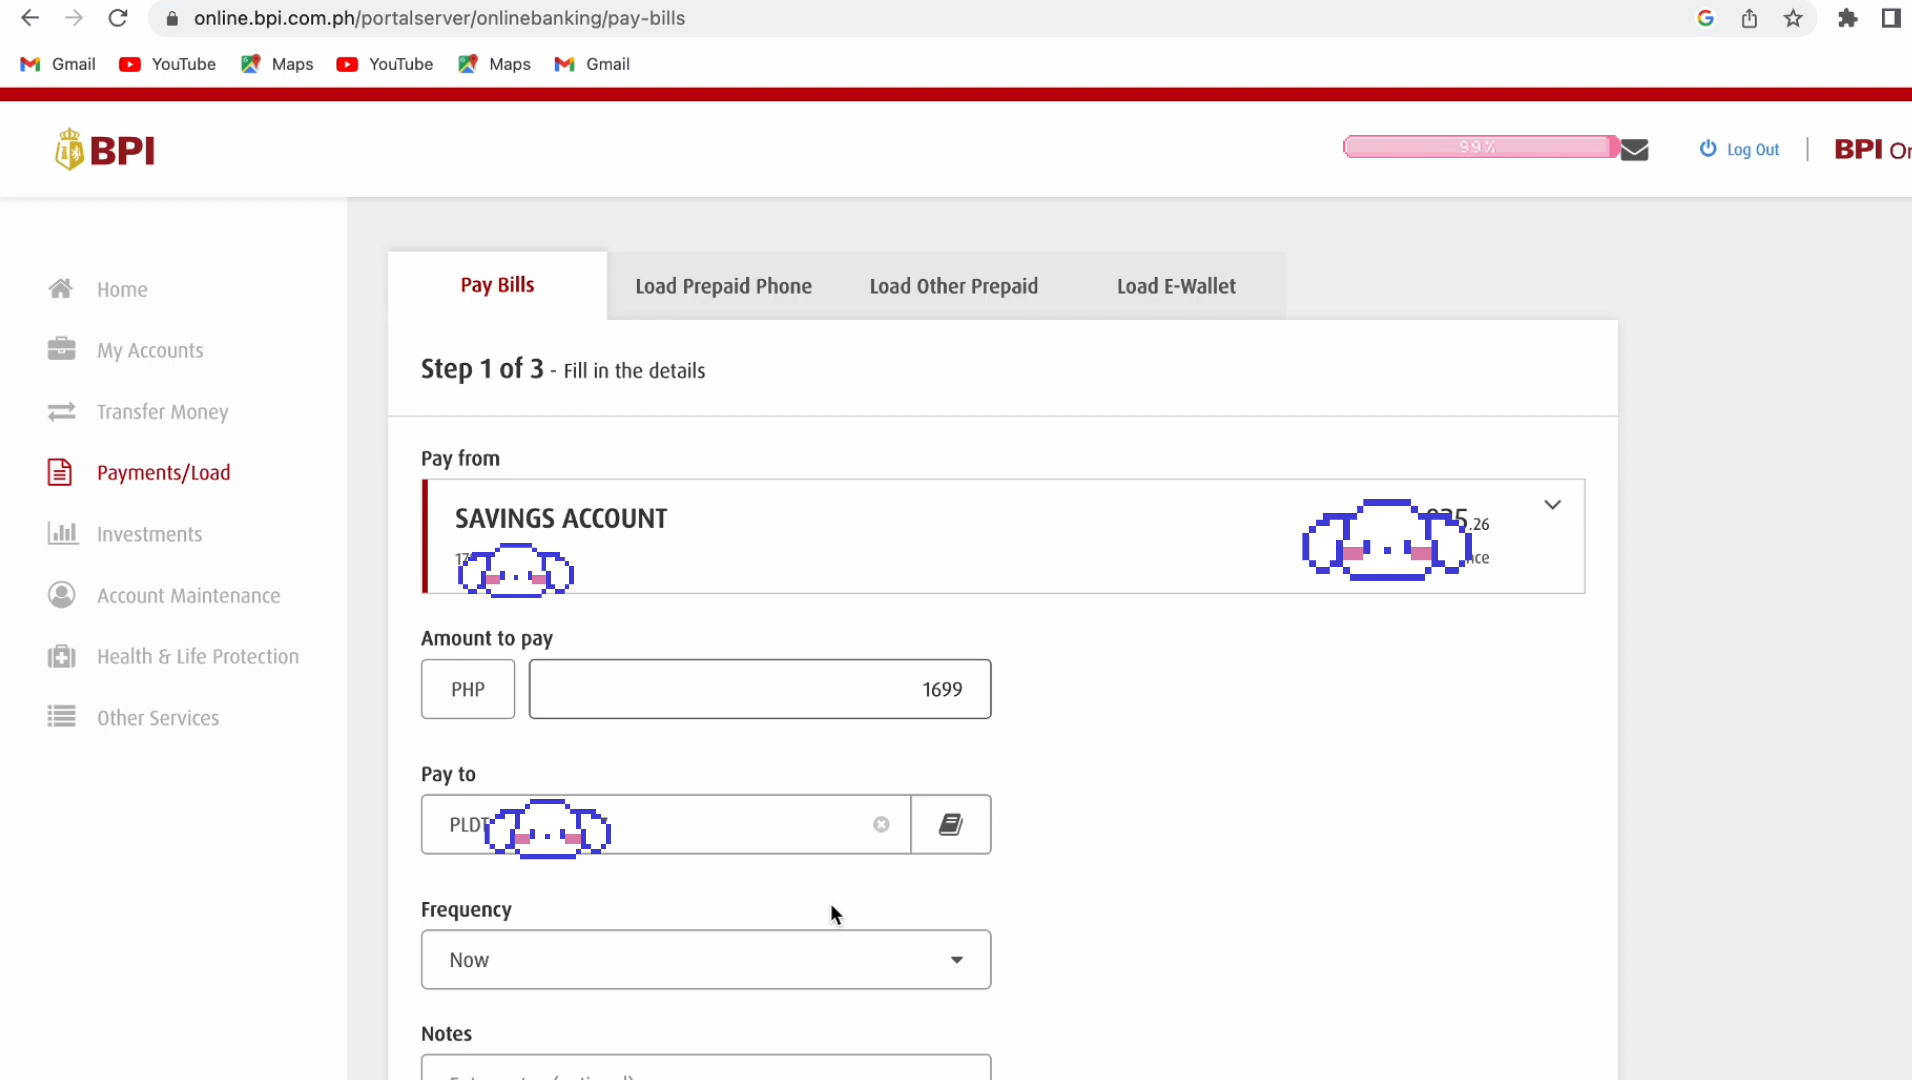 online.bpi.com.ph/portalserver/onlinebanking/pay-bills
Gmail YouTube Maps YouTube Maps Gmail
BPI
99%
Log Out
BPI
Home
My Accounts
Transfer Money
Payments/Load
Investments
Account Maintenance
Health & Life Protection
Other Services
Pay Bills Load Prepaid Phone Load Other Prepaid Load E-Wallet
Step 1 of 3 - Fill in the details
Pay from
SAVINGS ACCOUNT
.26
Amount to pay
PHP 1699
Pay to
PLDT
Frequency
Now
Notes